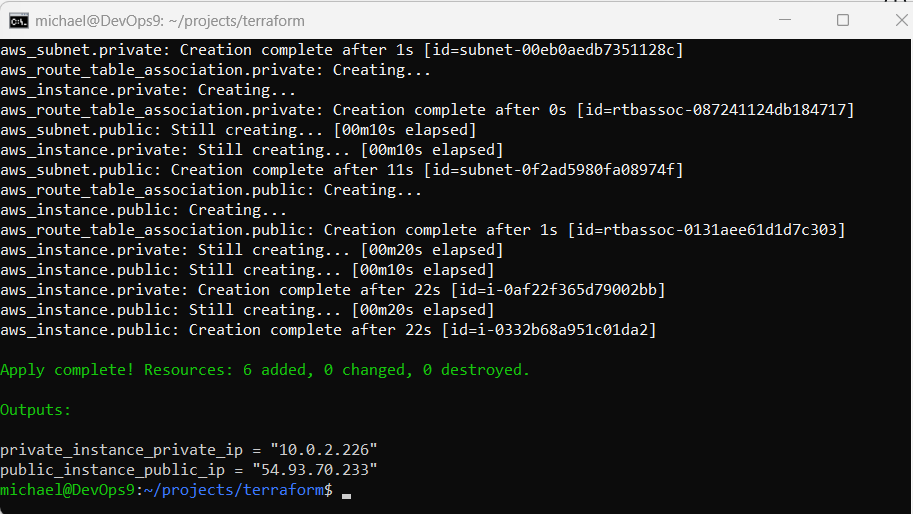 michael@DevOps9: ~/projects/terraform
aws_subnet.private: Creation complete after 1s [id=subnet-00eb0aedb7351128c]
aws_route_table_association.private: Creating...
aws_instance.private: Creating...
aws_route_table_association.private: Creation complete after 0s [id=rtbassoc-087241124db184717]
aws_subnet.public: Still creating... [00m10s elapsed]
aws_instance.private: Still creating... [00m10s elapsed]
aws_subnet.public: Creation complete after 11s [id=subnet-0f2ad5980fa08974f]
aws_route_table_association.public: Creating...
aws_instance.public: Creating...
aws_route_table_association.public: Creation complete after 1s [id=rtbassoc-0131aee61d1d7c303]
aws_instance.private: Still creating... [00m20s elapsed]
aws_instance.public: Still creating... [00m10s elapsed]
aws_instance.private: Creation complete after 22s [id=i-0af22f365d79002bb]
aws_instance.public: Still creating... [00m20s elapsed]
aws_instance.public: Creation complete after 22s [id=i-0332b68a951c01da2]
Apply complete! Resources: 6 added, 0 changed, 0 destroyed.
Outputs:
private_instance_private_ip = "10.0.2.226"
public_instance_public_ip = "54.93.70.233"
michael@DevOps9:~/projects/terraform$